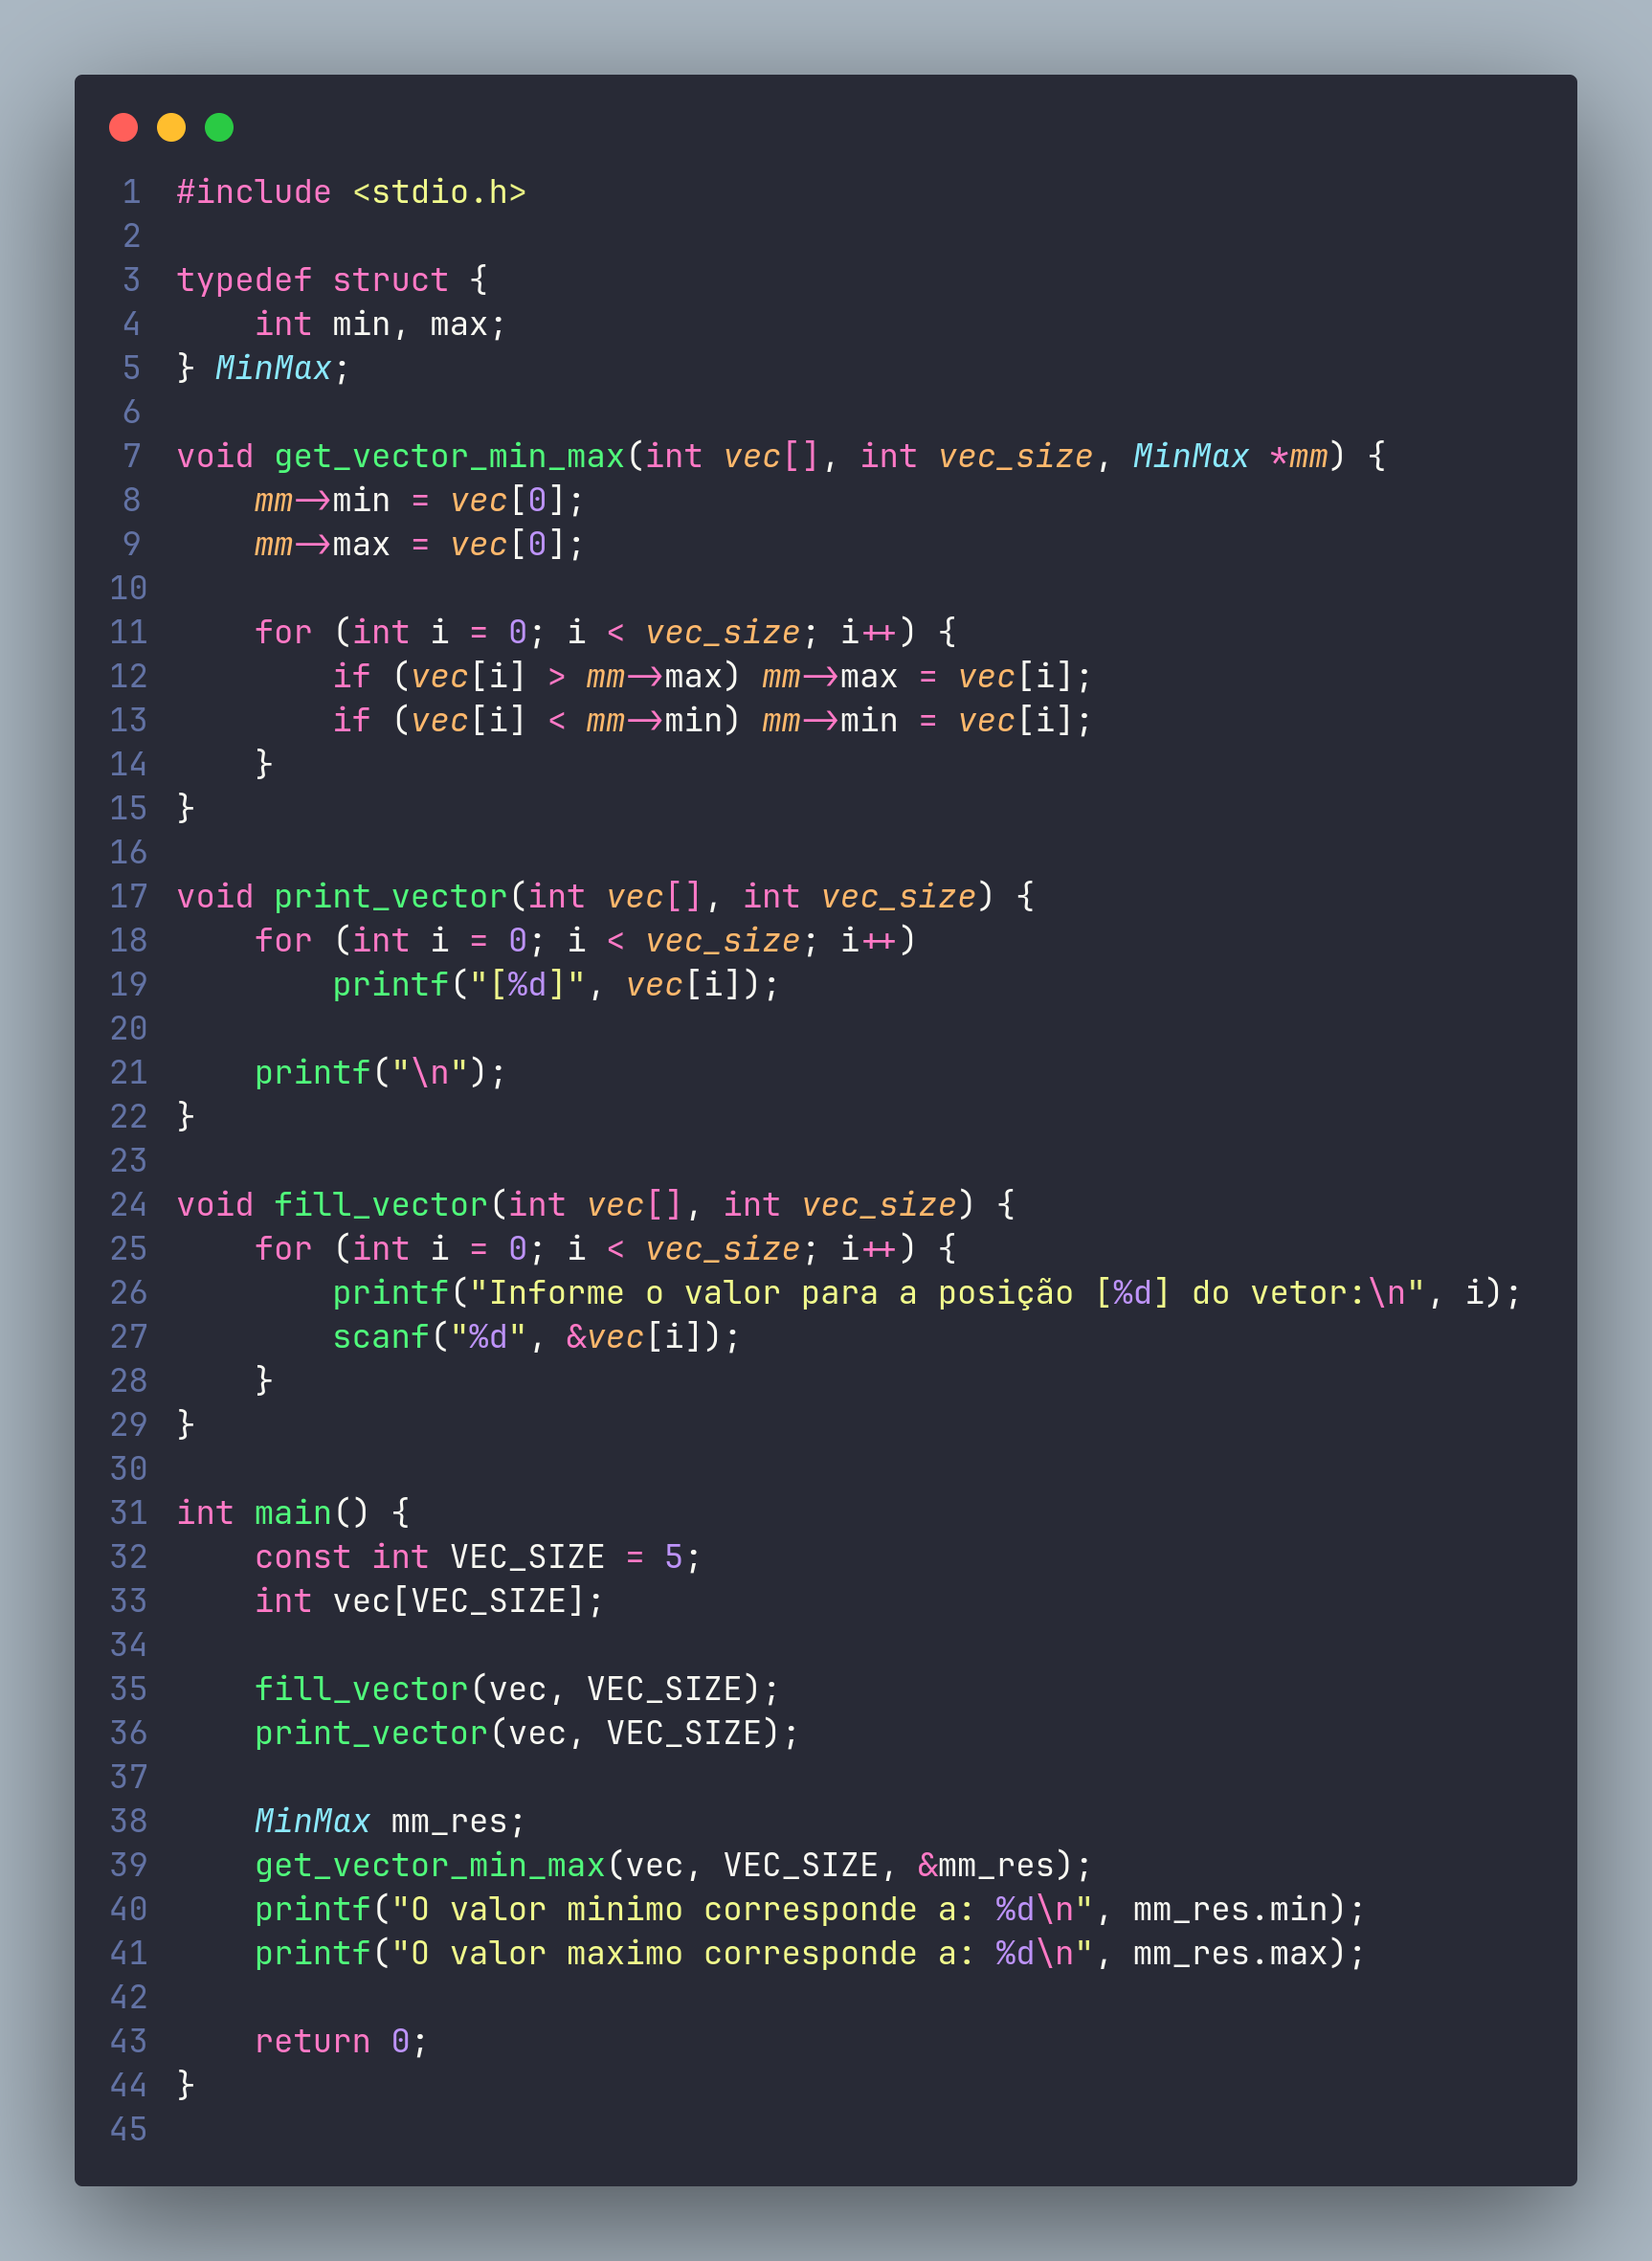 1 #include <stdio.h>
2
3 typedef struct {
4     int min, max;
5 } MinMax;
6
7 void get_vector_min_max(int vec[], int vec_size, MinMax *mm) {
8     mm->min = vec[0];
9     mm->max = vec[0];
10
11     for (int i = 0; i < vec_size; i++) {
12         if (vec[i] > mm->max) mm->max = vec[i];
13         if (vec[i] < mm->min) mm->min = vec[i];
14     }
15 }
16
17 void print_vector(int vec[], int vec_size) {
18     for (int i = 0; i < vec_size; i++)
19         printf("[%d]", vec[i]);
20
21     printf("\n");
22 }
23
24 void fill_vector(int vec[], int vec_size) {
25     for (int i = 0; i < vec_size; i++) {
26         printf("Informe o valor para a posição [%d] do vetor:\n", i);
27         scanf("%d", &vec[i]);
28     }
29 }
30
31 int main() {
32     const int VEC_SIZE = 5;
33     int vec[VEC_SIZE];
34
35     fill_vector(vec, VEC_SIZE);
36     print_vector(vec, VEC_SIZE);
37
38     MinMax mm_res;
39     get_vector_min_max(vec, VEC_SIZE, &mm_res);
40     printf("O valor minimo corresponde a: %d\n", mm_res.min);
41     printf("O valor maximo corresponde a: %d\n", mm_res.max);
42
43     return 0;
44 }
45